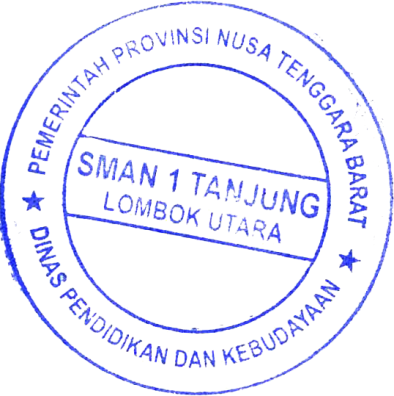 PEMERINTAH PROVINSI NUSA TENGGARA BARAT
SMAN 1 TANJUNG
LOMBOK UTARA
DINAS PENDIDIKAN DAN KEBUDAYAAN